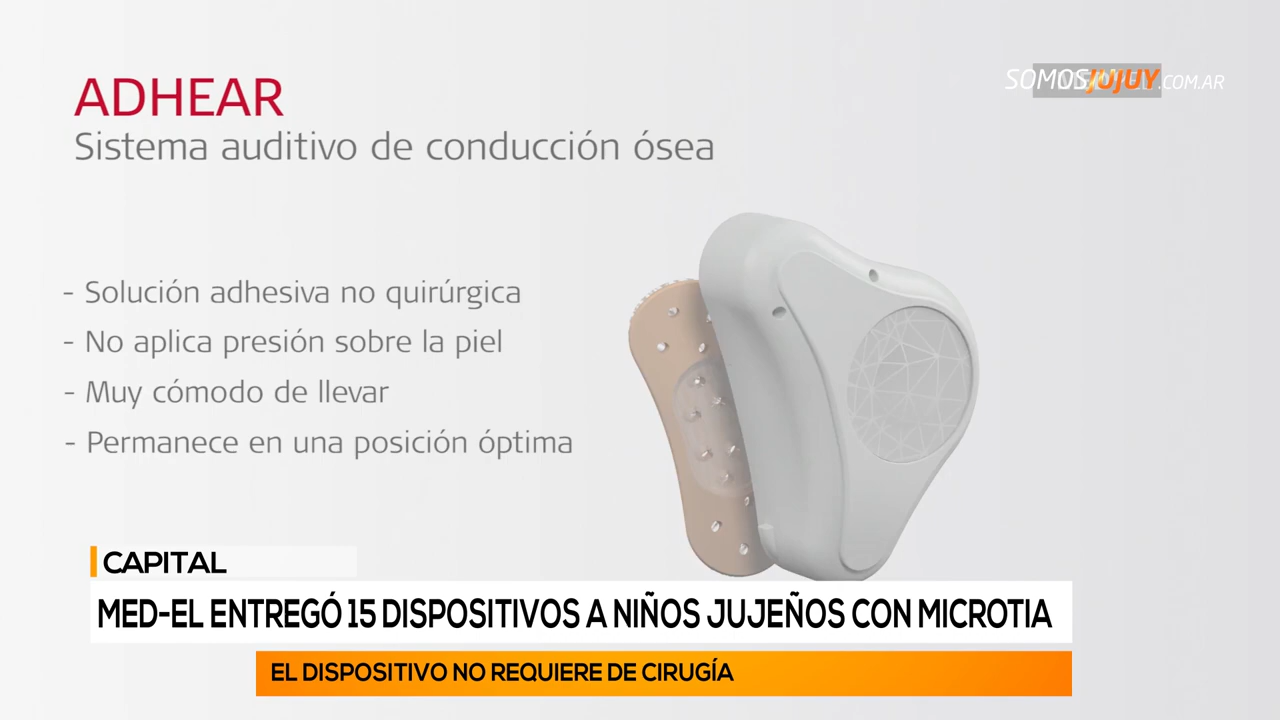 ADHEAR
Sistema auditivo de conducción ósea
SOMOSJUJUY.COM.AR
- Solución adhesiva no quirúrgica
- No aplica presión sobre la piel
- Muy cómodo de llevar
- Permanece en una posición óptima
CAPITAL
MED-EL ENTREGÓ 15 DISPOSITIVOS A NIÑOS JUJEÑOS CON MICROTIA
EL DISPOSITIVO NO REQUIERE DE CIRUGÍA